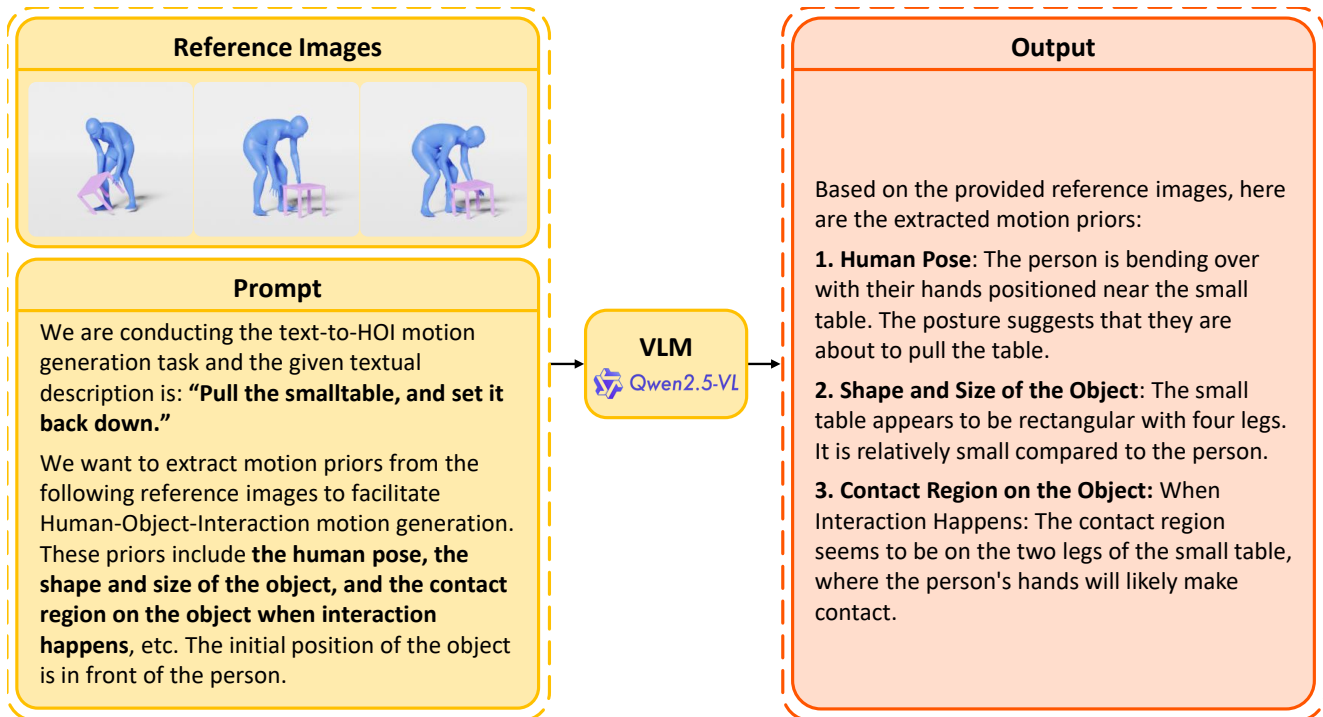 Reference Images
Prompt
We are conducting the text-to-HOI motion
generation task and the given textual
description is: “Pull the smalltable, and set it
back down.”
We want to extract motion priors from the
following reference images to facilitate
Human-Object-Interaction motion generation.
These priors include the human pose, the
shape and size of the object, and the contact
region on the object when interaction
happens, etc. The initial position of the object
is in front of the person.
VLM
Qwen2.5-VL
Output
Based on the provided reference images, here
are the extracted motion priors:
1. Human Pose: The person is bending over
with their hands positioned near the small
table. The posture suggests that they are
about to pull the table.
2. Shape and Size of the Object: The small
table appears to be rectangular with four legs.
It is relatively small compared to the person.
3. Contact Region on the Object: When
Interaction Happens: The contact region
seems to be on the two legs of the small table,
where the person's hands will likely make
contact.